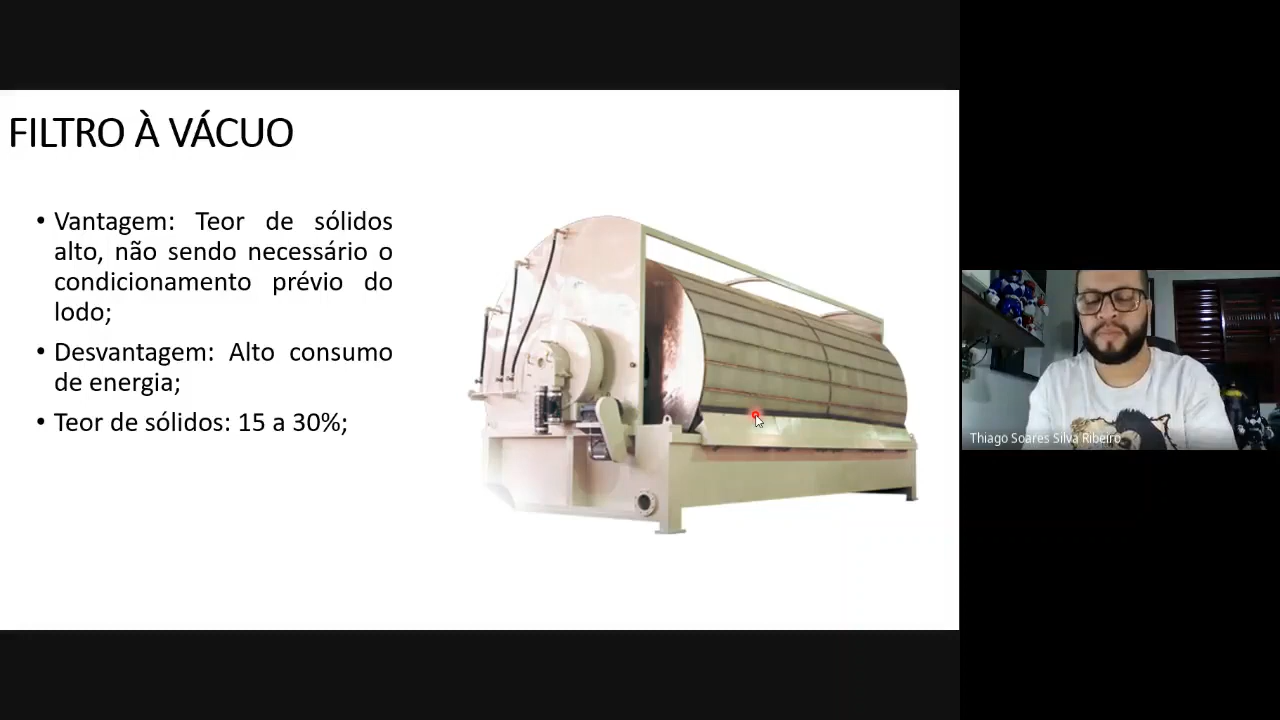 FILTRO À VÁCUO
• Vantagem: Teor de sólidos
alto, não sendo necessário o
condicionamento prévio do
lodo;
• Desvantagem: Alto consumo
de energia;
• Teor de sólidos: 15 a 30%;
Thiago Soares Silva Ribeiro